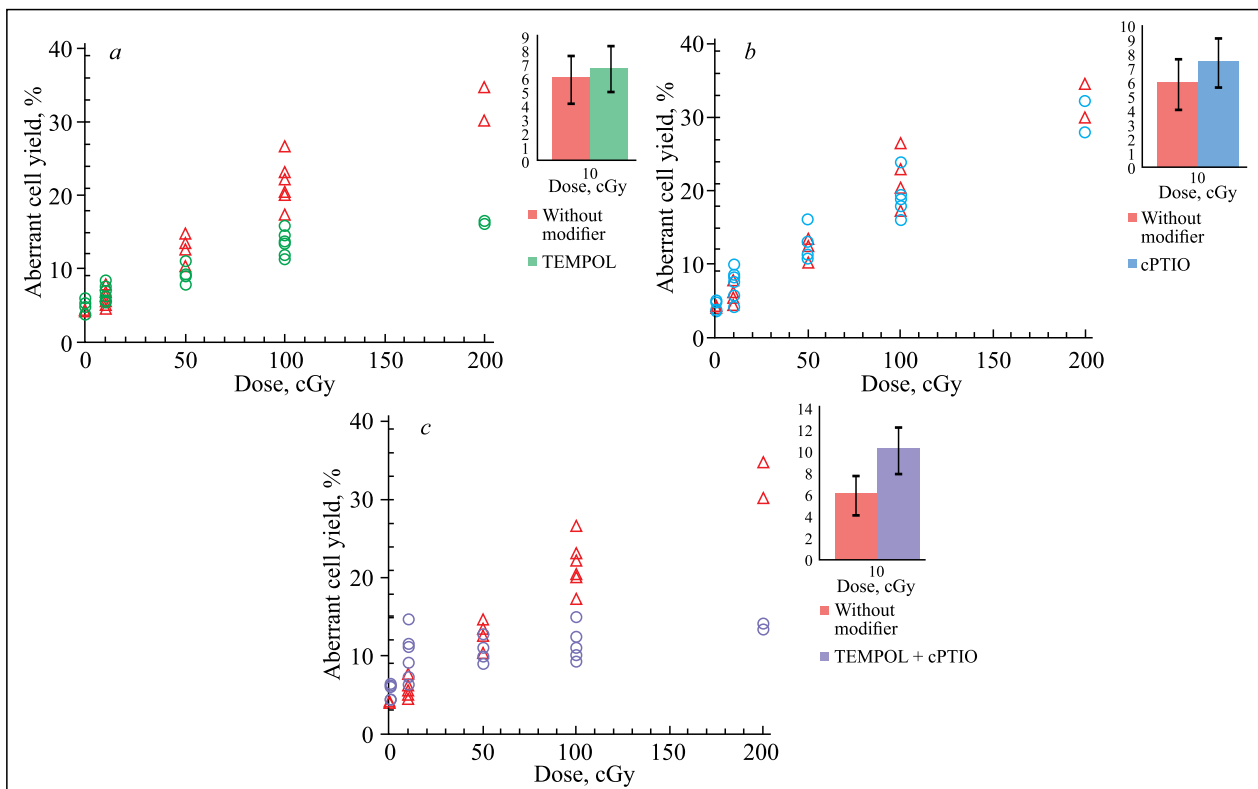 a
Aberrant cell yield, %
40
30
20
10
0
0 50 100 150 200
Dose, cGy
9
8
7
6
5
4
3
2
1
0
10
Dose, cGy
Without
modifier
TEMPOL
b
Aberrant cell yield, %
40
30
20
10
0
0 50 100 150 200
Dose, cGy
10
9
8
7
6
5
4
3
2
1
0
10
Dose, cGy
Without
modifier
cPTIO
c
Aberrant cell yield, %
40
30
20
10
0
0 50 100 150 200
Dose, cGy
14
12
10
8
6
4
2
0
10
Dose, cGy
Without
modifier
TEMPOL + cPTIO